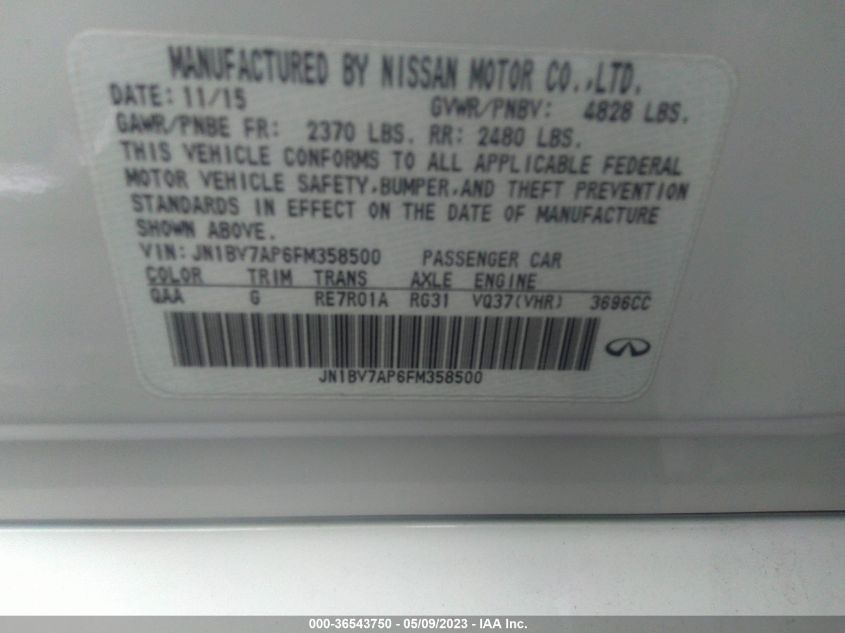 MANUFACTURED BY NISSAN MOTOR CO.,LTD.
DATE: 11/15 GVWR/PNBV: 4828 LBS.
GAWR/PNBE FR: 2370 LBS. RR: 2480 LBS.
THIS VEHICLE CONFORMS TO ALL APPLICABLE FEDERAL
MOTOR VEHICLE SAFETY,BUMPER,AND THEFT PREVENTION
STANDARDS IN EFFECT ON THE DATE OF MANUFACTURE
SHOWN ABOVE.
VIN: JN1BV7AP6FM358500 PASSENGER CAR
COLOR TRIM TRANS AXLE ENGINE
QAA G RE7R01A RG31 VQ37(VHR) 3696CC
JN1BV7AP6FM358500
000-36543750 - 05/09/2023 - IAA Inc.